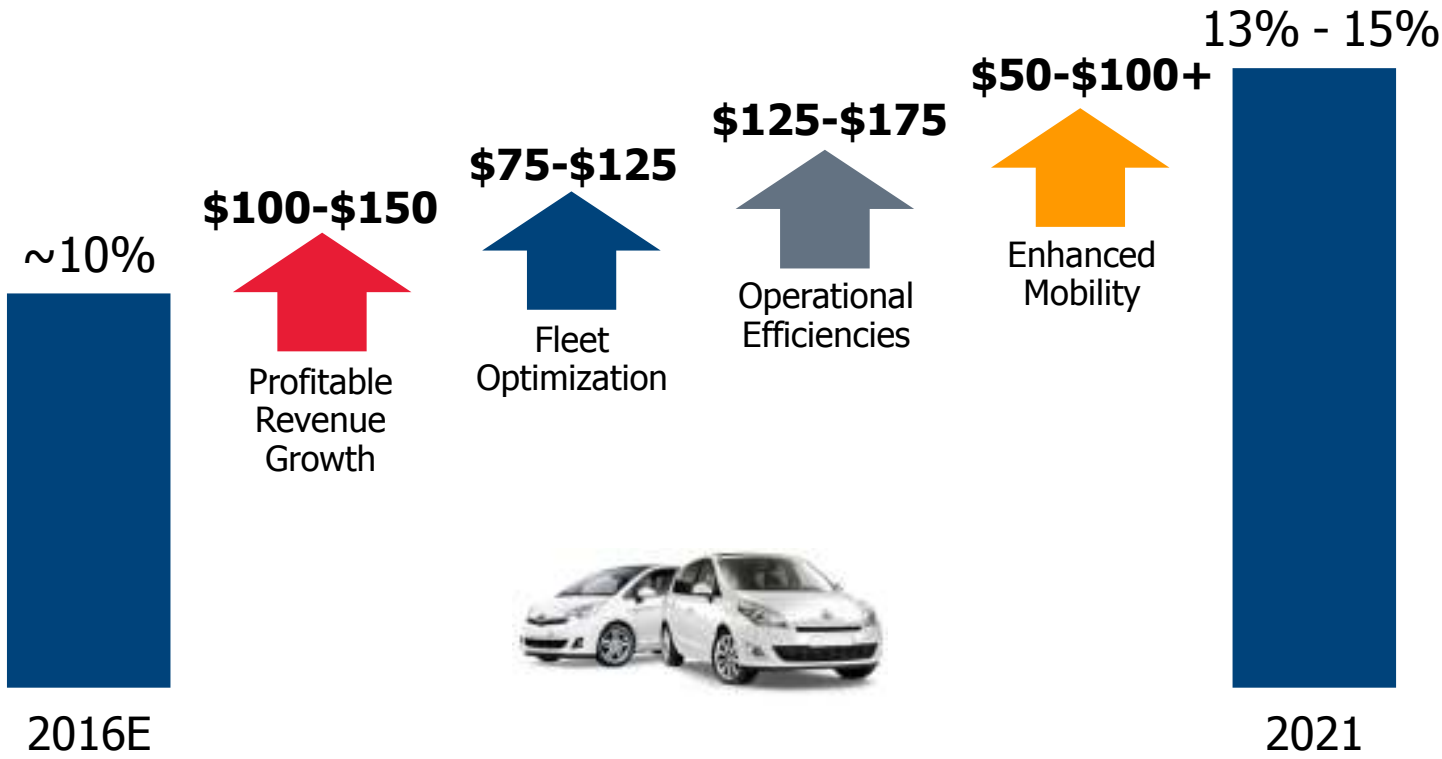 ~10%
2016E
$100-$150
Profitable
Revenue
Growth
$75-$125
Fleet
Optimization
$125-$175
Operational
Efficiencies
$50-$100+
Enhanced
Mobility
13% - 15%
2021